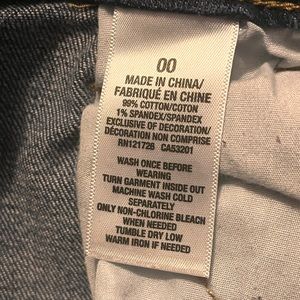 00
MADE IN CHINA/
FABRIQUÉ EN CHINE
99% COTTON/COTON
1% SPANDEX/SPANDEX
EXCLUSIVE OF DECORATION/
DÉCORATION NON COMPRISE
RN121728 CA53201
WASH ONCE BEFORE
WEARING
TURN GARMENT INSIDE OUT
MACHINE WASH COLD
SEPARATELY
ONLY NON-CHLORINE BLEACH
WHEN NEEDED
TUMBLE DRY LOW
WARM IRON IF NEEDED